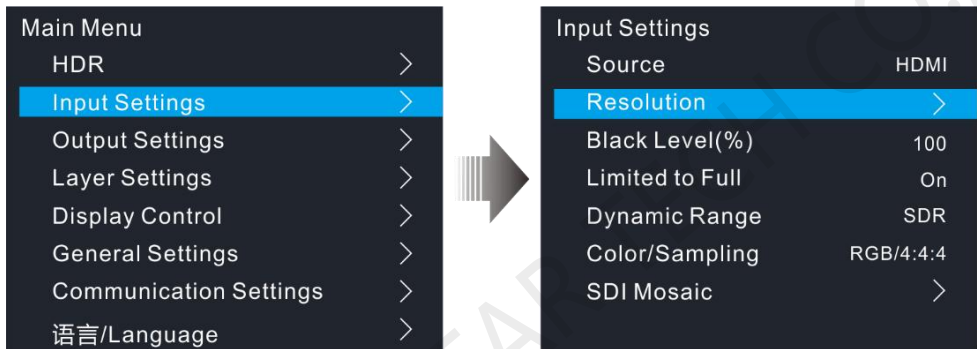 Main Menu
HDR
Input Settings
Output Settings
Layer Settings
Display Control
General Settings
Communication Settings
语言/Language
Input Settings
Source HDMI
Resolution
Black Level(%) 100
Limited to Full On
Dynamic Range SDR
Color/Sampling RGB/4:4:4
SDI Mosaic